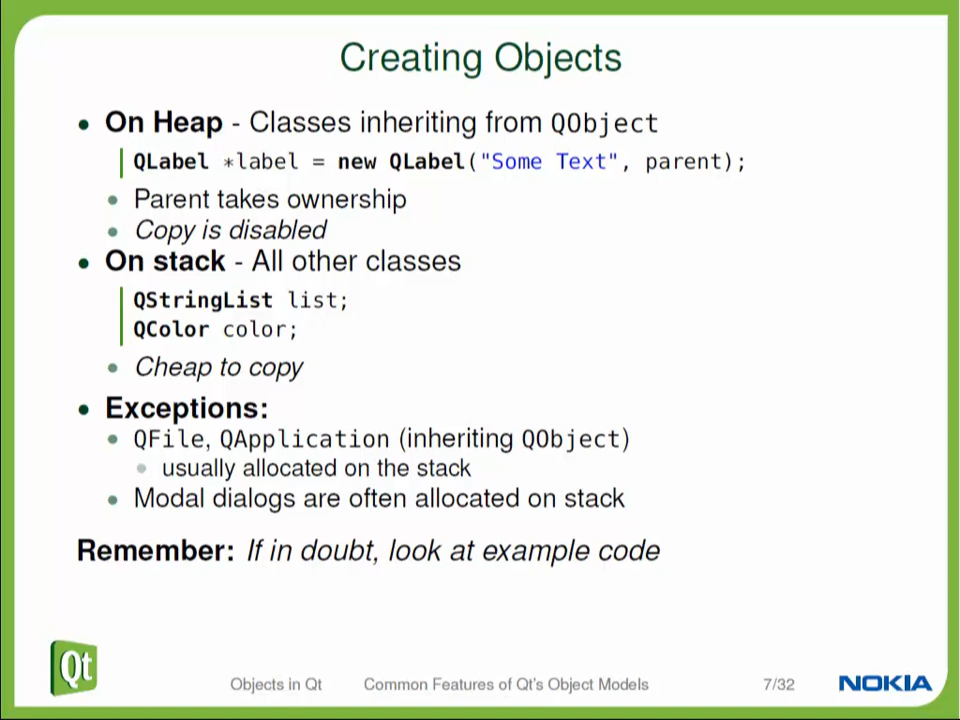 Creating Objects
• On Heap - Classes inheriting from QObject
QLabel *label = new QLabel("Some Text", parent);
• Parent takes ownership
• Copy is disabled
• On stack - All other classes
QStringList list;
QColor color;
• Cheap to copy
• Exceptions:
• QFile, QApplication (inheriting QObject)
• usually allocated on the stack
• Modal dialogs are often allocated on stack
Remember: If in doubt, look at example code
Qt
Objects in Qt Common Features of Qt's Object Models 7/32 NOKIA